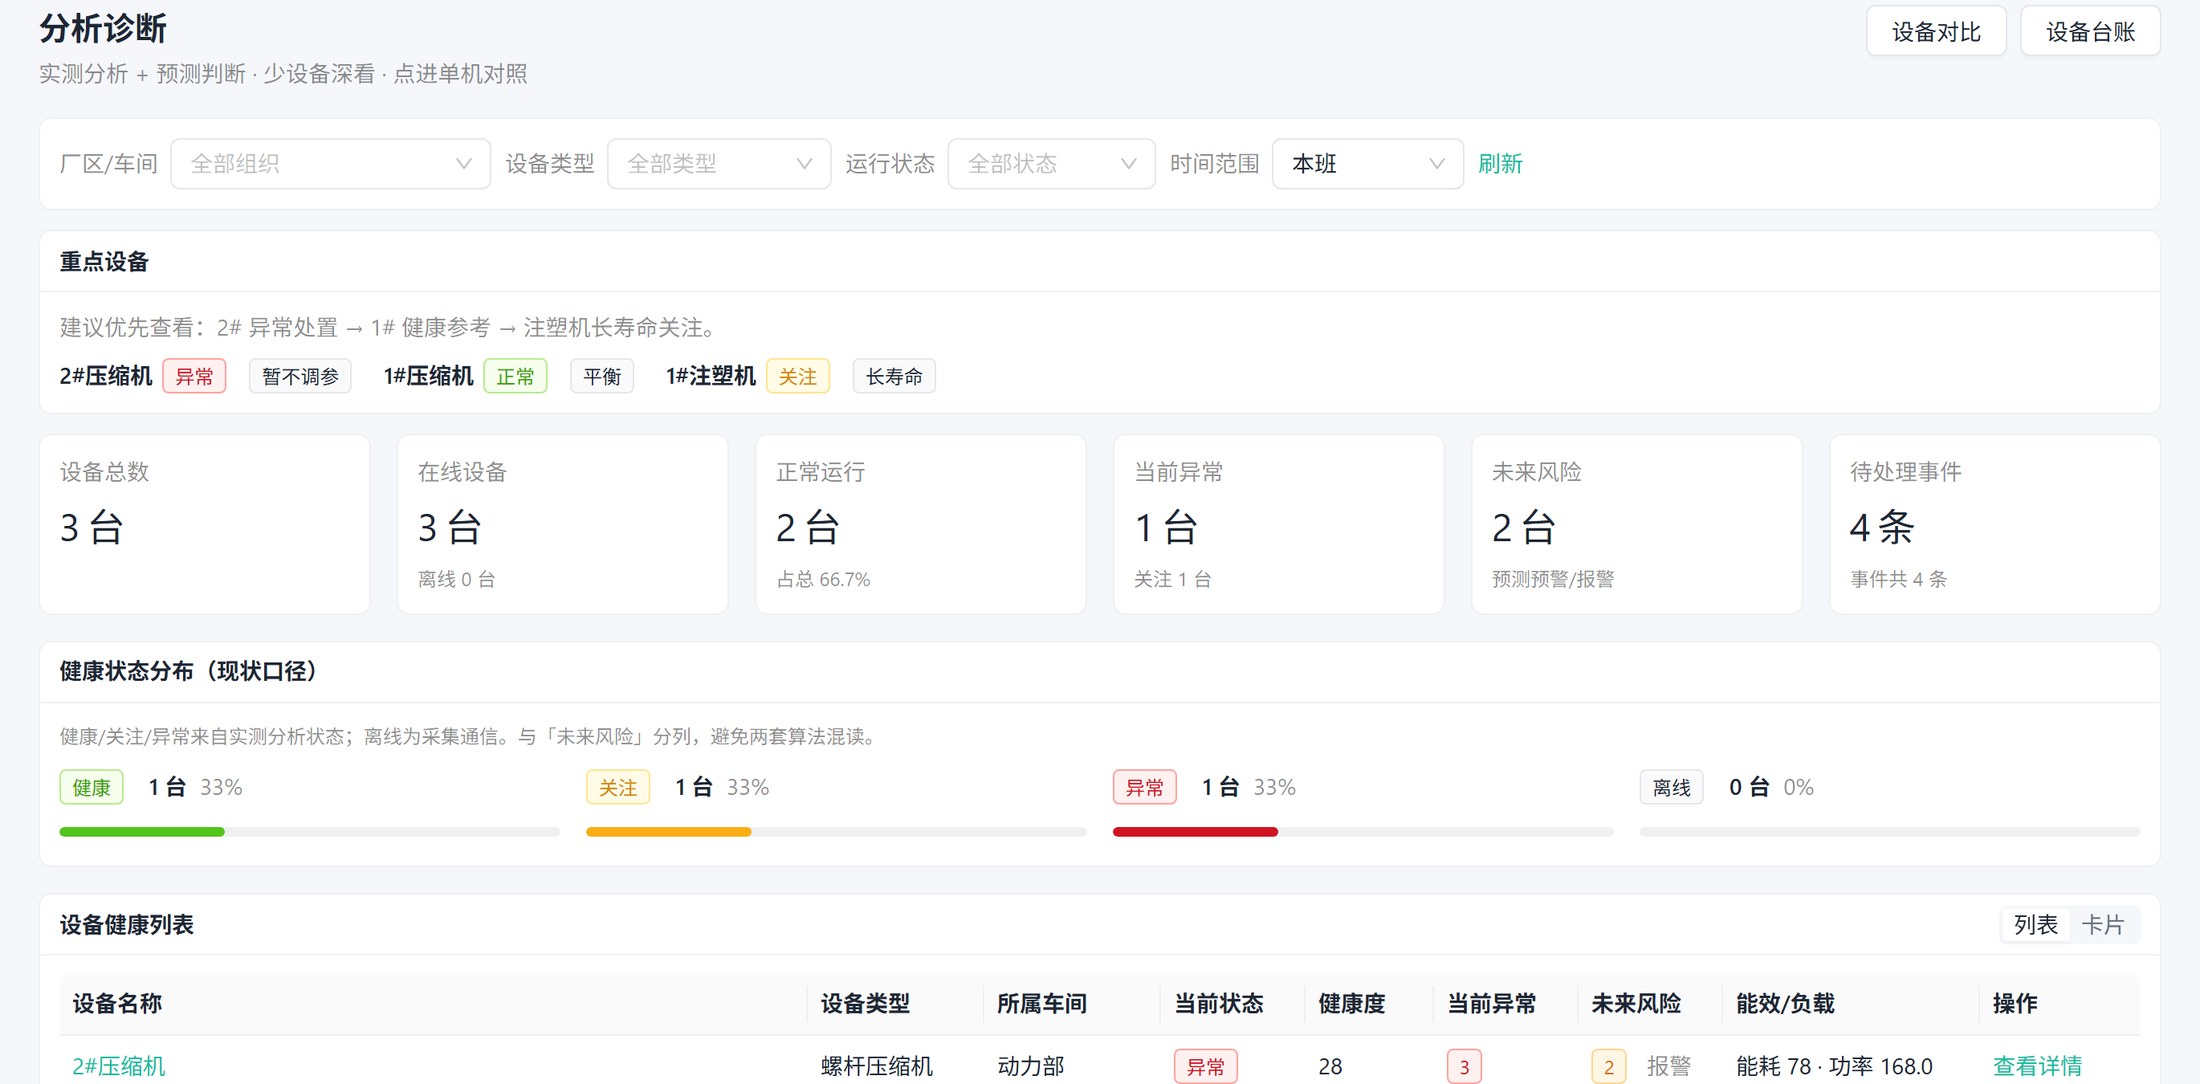 分析诊断
设备对比
设备台账
实测分析 + 预测判断 · 少设备深看 · 点进单机对照
厂区/车间 全部组织 设备类型 全部类型 运行状态 全部状态 时间范围 本班 刷新
重点设备
建议优先查看：2# 异常处置 → 1# 健康参考 → 注塑机长寿命关注。
2#压缩机 异常 暂不调参 1#压缩机 正常 平衡 1#注塑机 关注 长寿命
设备总数
3 台
在线设备
3 台
离线 0 台
正常运行
2 台
占总 66.7%
当前异常
1 台
关注 1 台
未来风险
2 台
预测预警/报警
待处理事件
4 条
事件共 4 条
健康状态分布（现状口径）
健康/关注/异常来自实测分析状态；离线为采集通信。与「未来风险」分列，避免两套算法混读。
健康 1 台 33%
关注 1 台 33%
异常 1 台 33%
离线 0 台 0%
设备健康列表
列表 卡片
设备名称 设备类型 所属车间 当前状态 健康度 当前异常 未来风险 能效/负载 操作
2#压缩机 螺杆压缩机 动力部 异常 28 3 2 报警 能耗 78 · 功率 168.0 查看详情